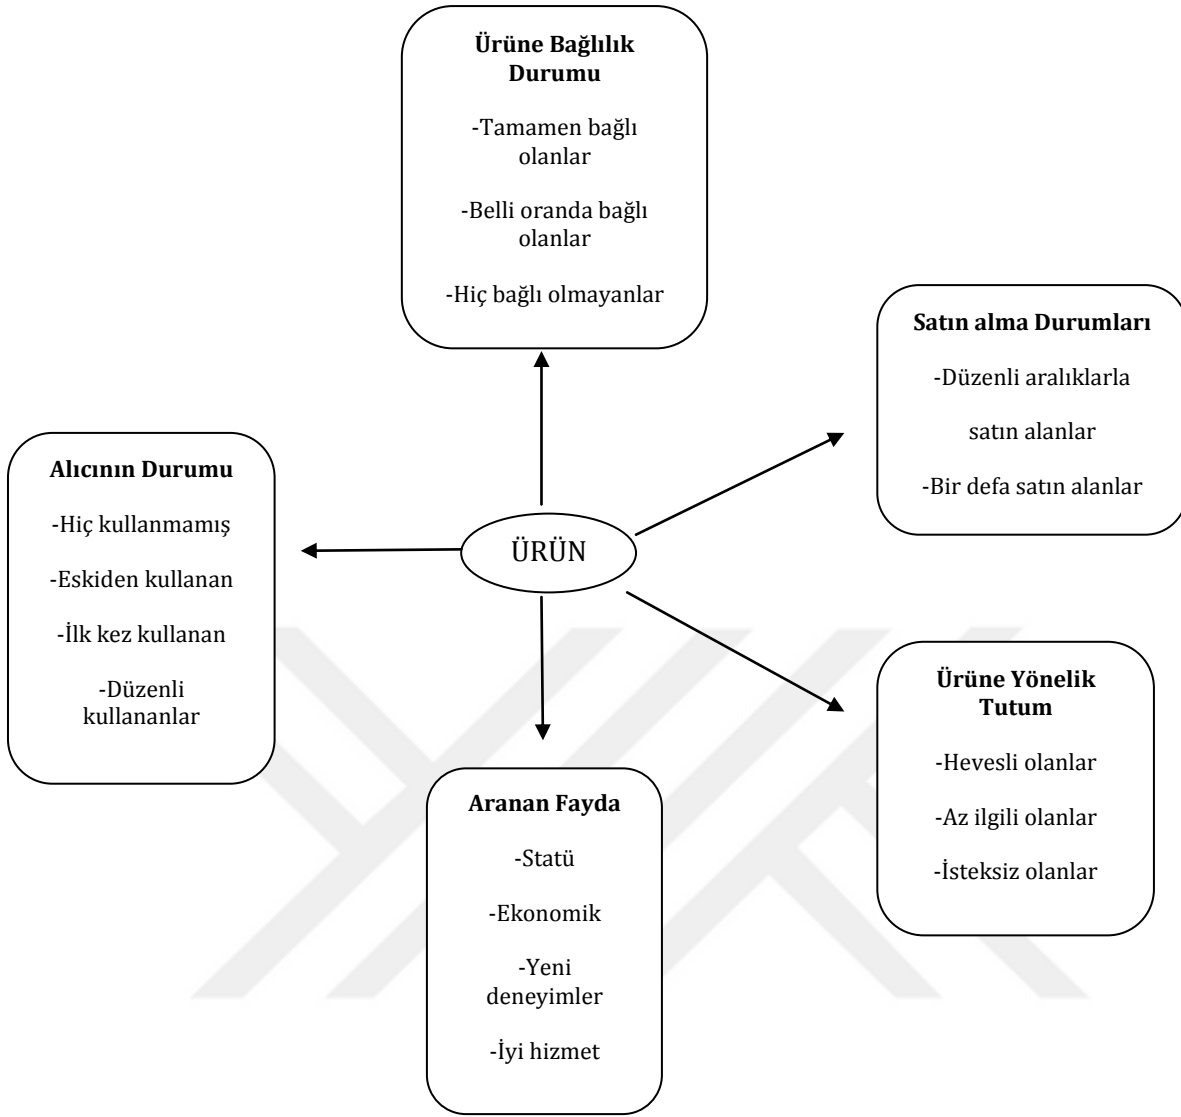 Ürüne Bağlılık
Durumu
-Tamamen bağlı
olanlar
-Belli oranda bağlı
olanlar
-Hiç bağlı olmayanlar
Satın alma Durumları
-Düzenli aralıklarla
satın alanlar
-Bir defa satın alanlar
Alıcının Durumu
-Hiç kullanmamış
-Eskiden kullanan
-İlk kez kullanan
-Düzenli
kullananlar
ÜRÜN
Ürüne Yönelik
Tutum
-Hevesli olanlar
-Az ilgili olanlar
-İsteksiz olanlar
Aranan Fayda
-Statü
-Ekonomik
-Yeni
deneyimler
-İyi hizmet